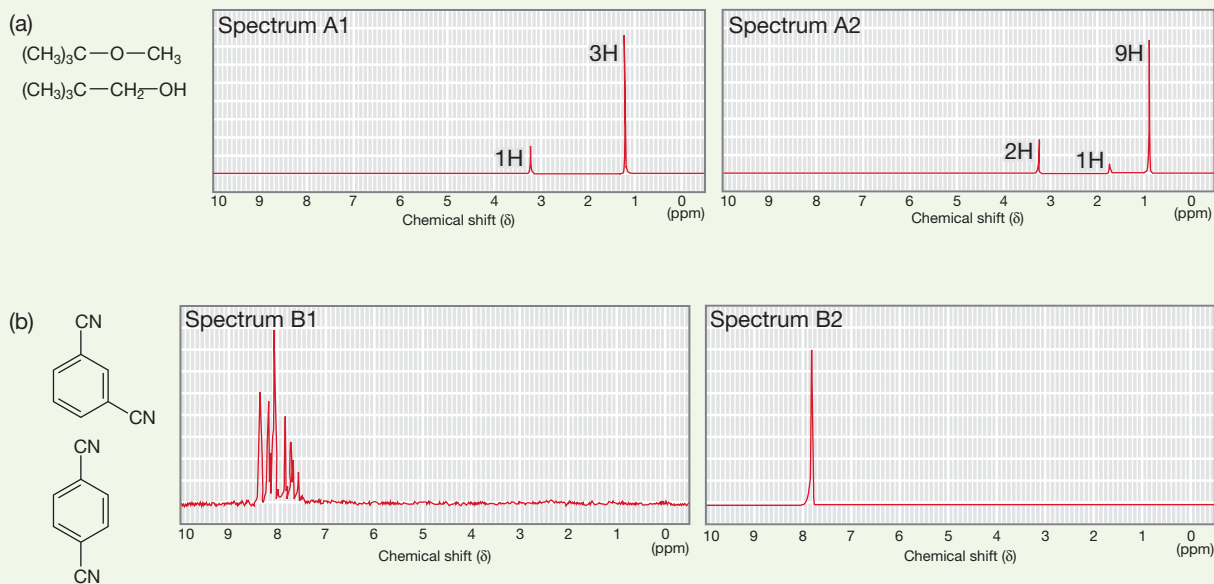 (a)
(CH₃)₃C—O—CH₃
(CH₃)₃C—CH₂—OH
Spectrum A1
3H
1H
10 9 8 7 6 5 4 3 2 1 0
(ppm)
Chemical shift (δ)
Spectrum A2
9H
2H
1H
10 9 8 7 6 5 4 3 2 1 0
(ppm)
Chemical shift (δ)
(b)
CN
CN
CN
CN
Spectrum B1
10 9 8 7 6 5 4 3 2 1 0
(ppm)
Chemical shift (δ)
Spectrum B2
10 9 8 7 6 5 4 3 2 1 0
(ppm)
Chemical shift (δ)